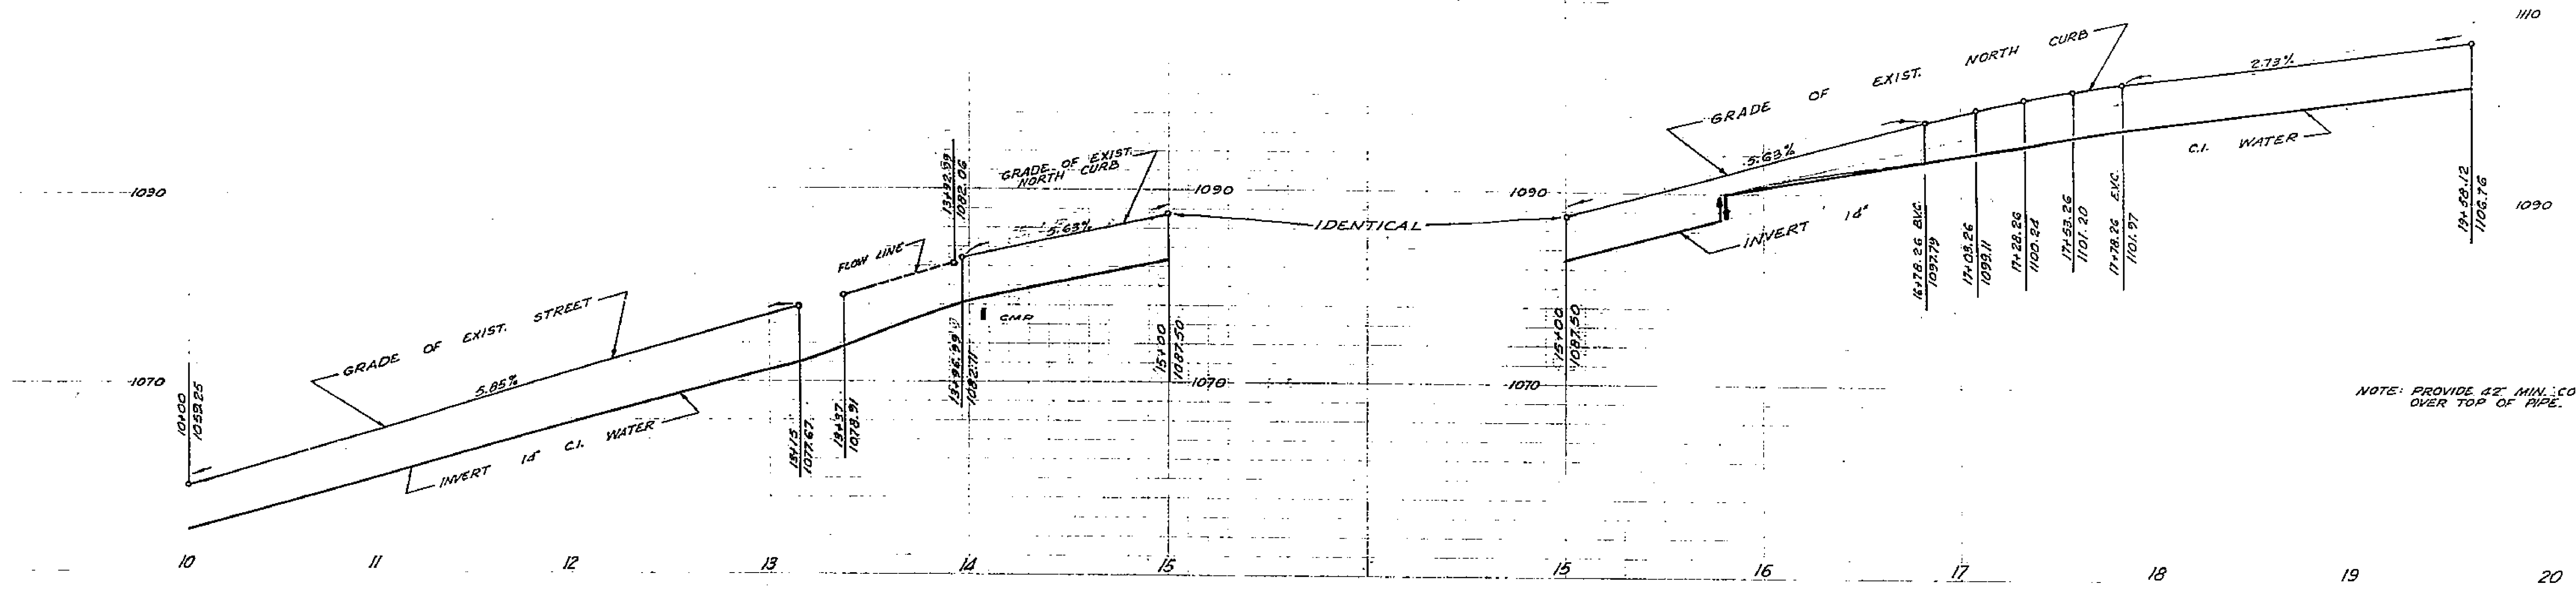 1110
1090
1090
1090
1090
1070
1070
1070
GRADE OF EXIST. STREET
5.85%
INVERT 14" C.I. WATER
10+00
1059.25
13+15
1077.67
13+37
1078.91
FLOW LINE
13+92.99
1082.06
13+96.99
1082.71
CMP
GRADE OF EXIST.
NORTH CURB
5.63%
15+00
1087.50
IDENTICAL
15+00
1087.50
GRADE OF EXIST. NORTH CURB
5.63%
INVERT 14"
C.I. WATER
16+78.26 BVC
1097.79
17+03.26
1099.11
17+28.26
1100.24
17+53.26
1101.20
17+78.26 E.V.C.
1101.97
2.73%
19+58.12
1106.76
NOTE: PROVIDE 42" MIN.
OVER TOP OF PIPE.
10 11 12 13 14 15 15 16 17 18 19 20